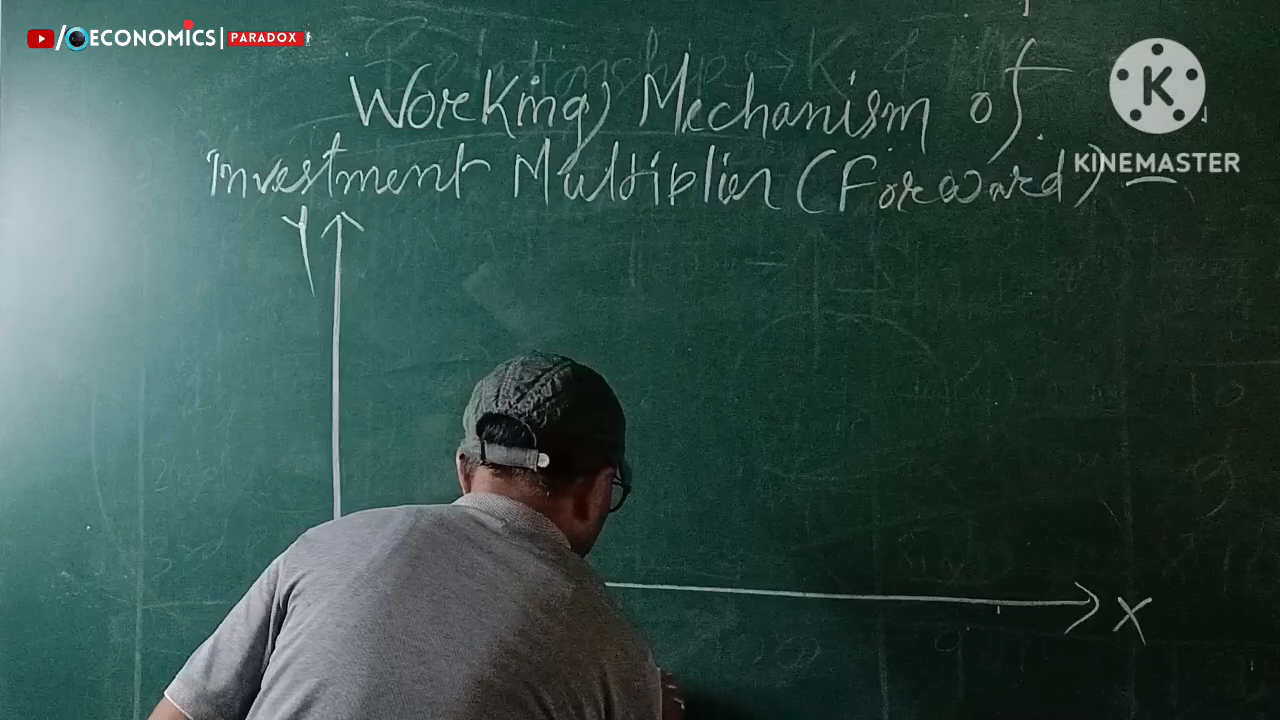 /ECONOMICS| PARADOX
Working Mechanism of
Investment Multiplier (Forward)
K
KINEMASTER
Y
X